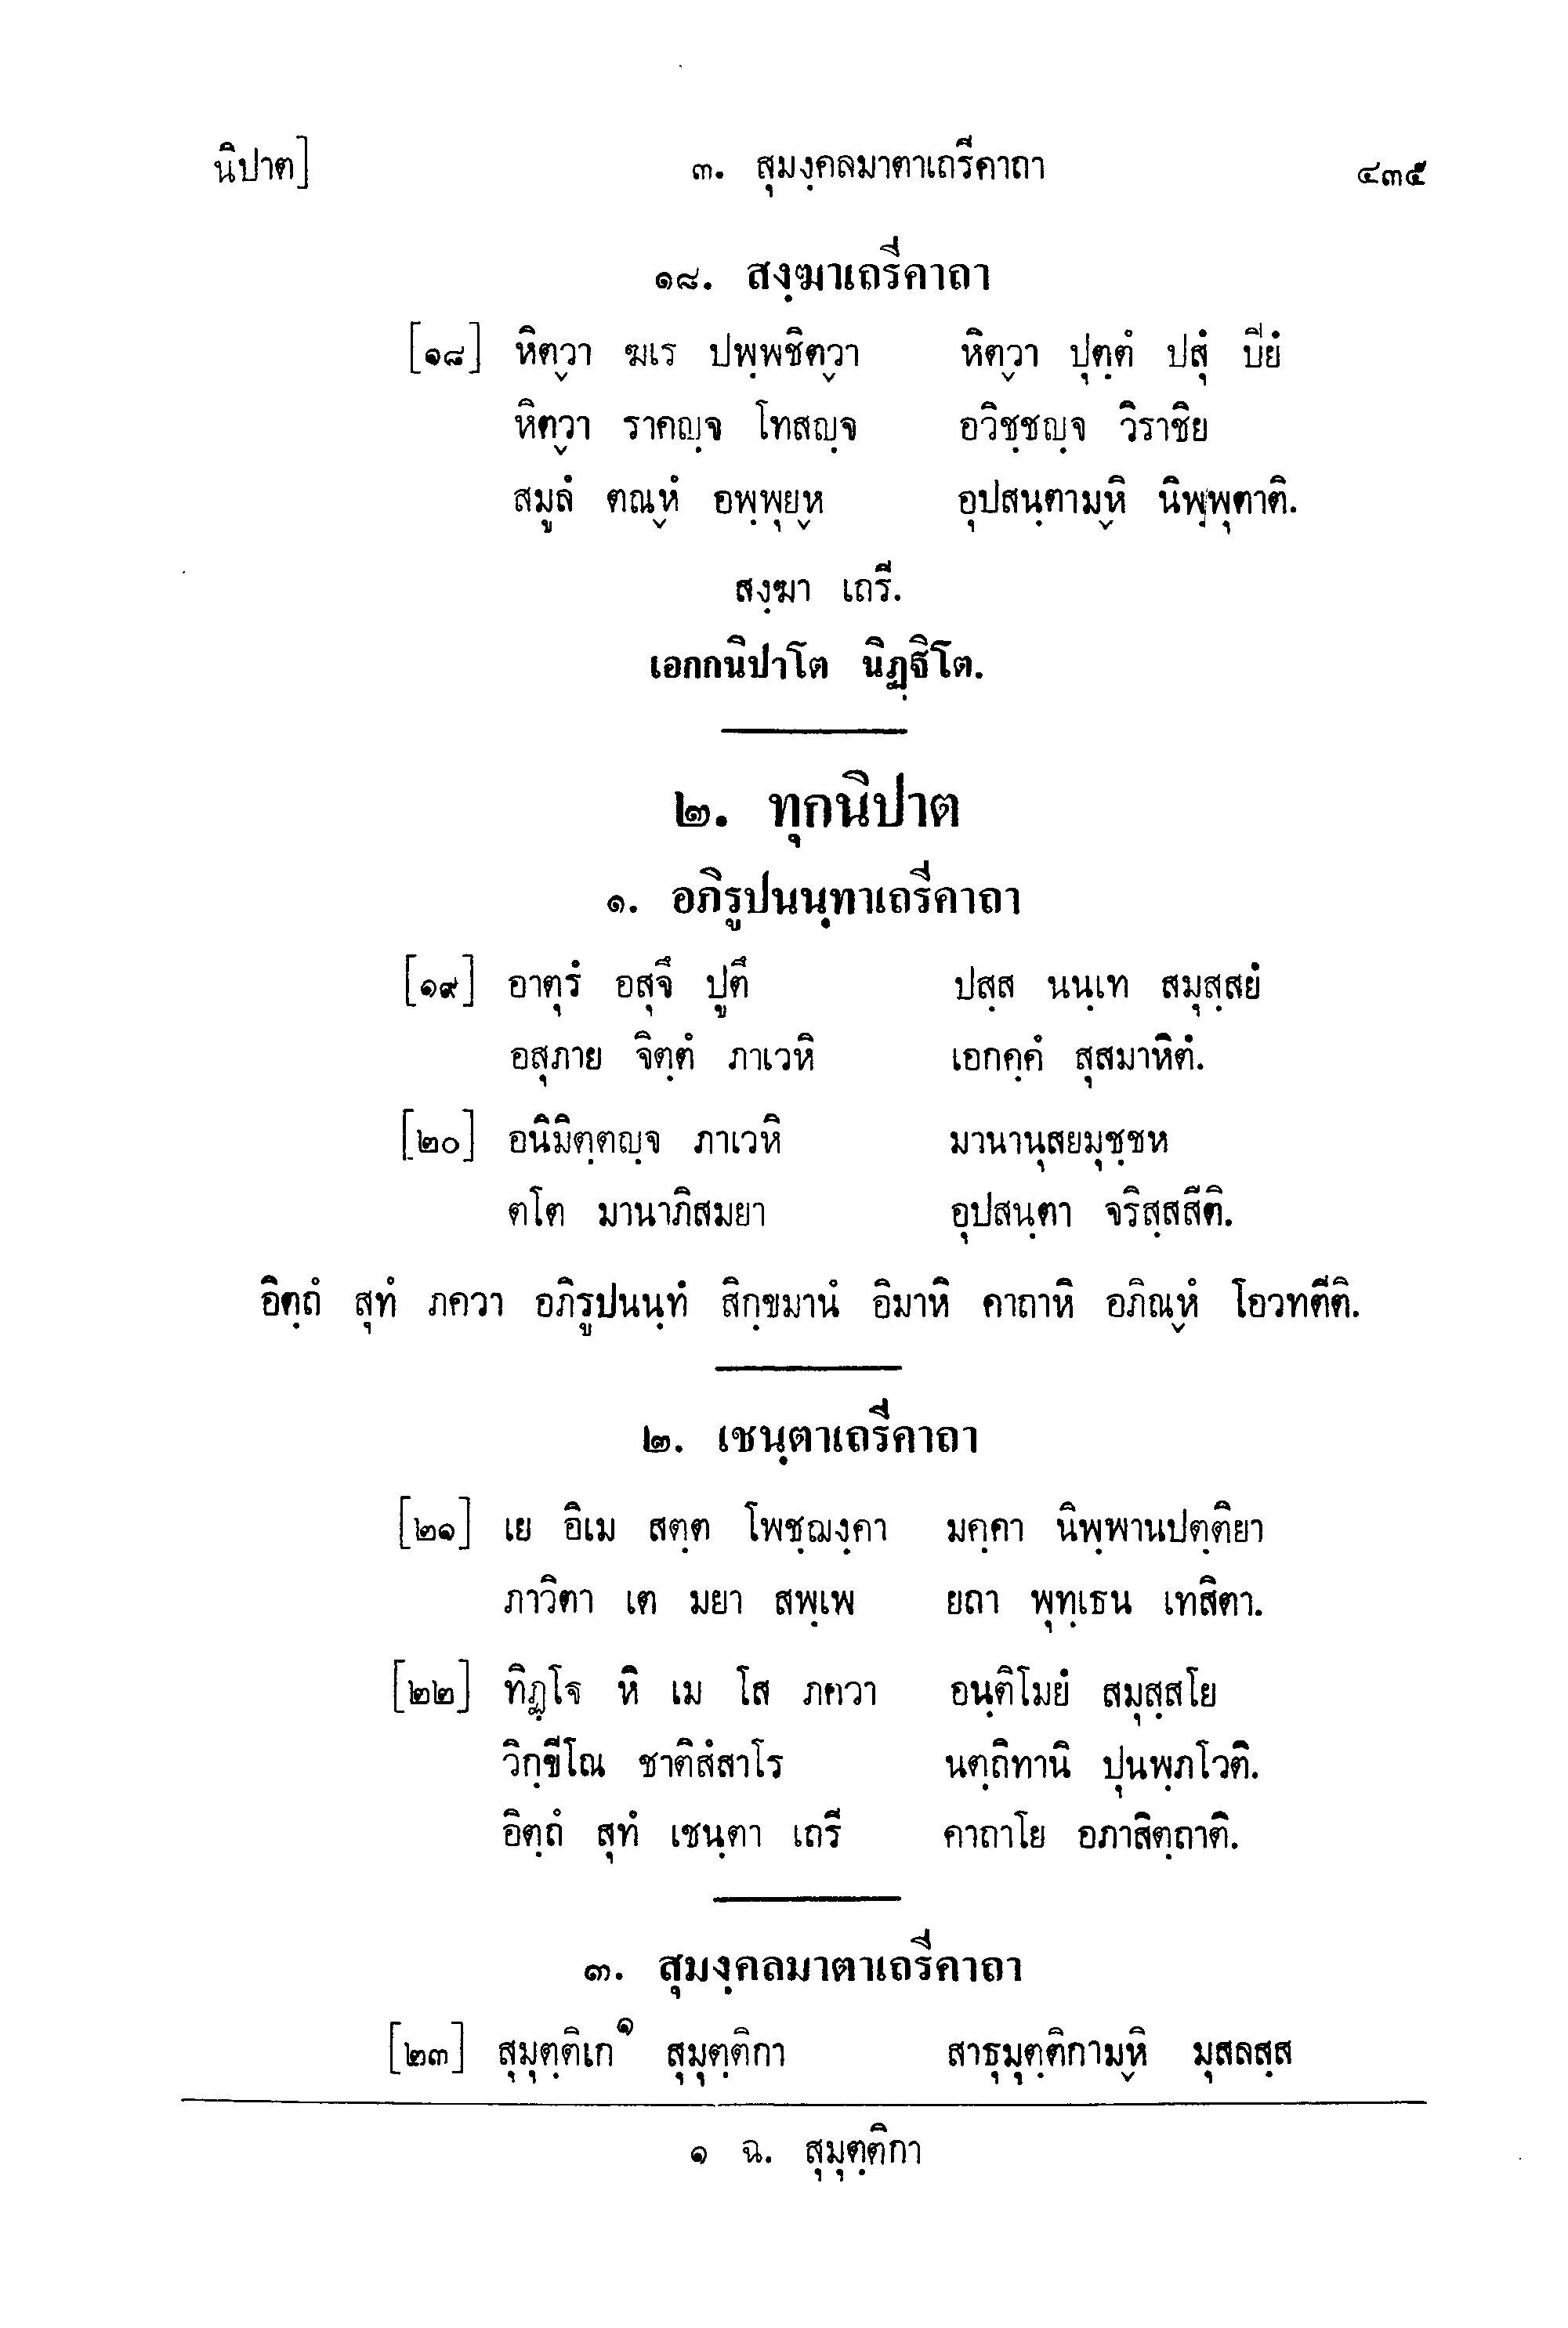 นิปาต] ๓. สุมงฺคลมาตาเถรีคาถา ๔๓๕
๑๘. สงฺฆาเถรีคาถา
[๑๘] หิตฺวา ฆเร ปพฺพชิตฺวา หิตฺวา ปุตฺตํ ปสุํ ปิยํ
หิตฺวา ราคญฺจ โทสญฺจ อวิชฺชญฺจ วิราชิย
สมูลํ ตณฺหํ อพฺพุยฺห อุปสนฺตามฺหิ นิพฺพุตาติ.
สงฺฆา เถรี.
เอกกนิปาโต นิฏฺฐิโต.
๒. ทุกนิปาต
๑. อภิรูปนนฺทาเถรีคาถา
[๑๙] อาตุรํ อสุจึ ปูตึ ปสฺส นนฺเท สมุสฺสยํ
อสุภาย จิตฺตํ ภาเวหิ เอกคฺคํ สุสมาหิตํ.
[๒๐] อนิมิตฺตญฺจ ภาเวหิ มานานุสยมุชฺชห
ตโต มานาภิสมยา อุปสนฺตา จริสฺสสีติ.
อิตฺถํ สุทํ ภควา อภิรูปนนฺทํ สิกฺขมานํ อิมาหิ คาถาหิ อภิณฺหํ โอวทตีติ.
๒. เชนฺตาเถรีคาถา
[๒๑] เย อิเม สตฺต โพชฺฌงฺคา มคฺคา นิพฺพานปตฺติยา
ภาวิตา เต มยา สพฺเพ ยถา พุทฺเธน เทสิตา.
[๒๒] ทิฏฺโฐ หิ เม โส ภควา อนฺติโมยํ สมุสฺสโย
วิกฺขีโณ ชาติสํสาโร นตฺถิทานิ ปุนพฺภโวติ.
อิตฺถํ สุทํ เชนฺตา เถรี คาถาโย อภาสิตฺถาติ.
๓. สุมงฺคลมาตาเถรีคาถา
[๒๓] สุมุตฺติเก๑ สุมุตฺติกา สาธุมุตฺติกามฺหิ มุสลสฺส
๑ ฉ. สุมุตฺติกา